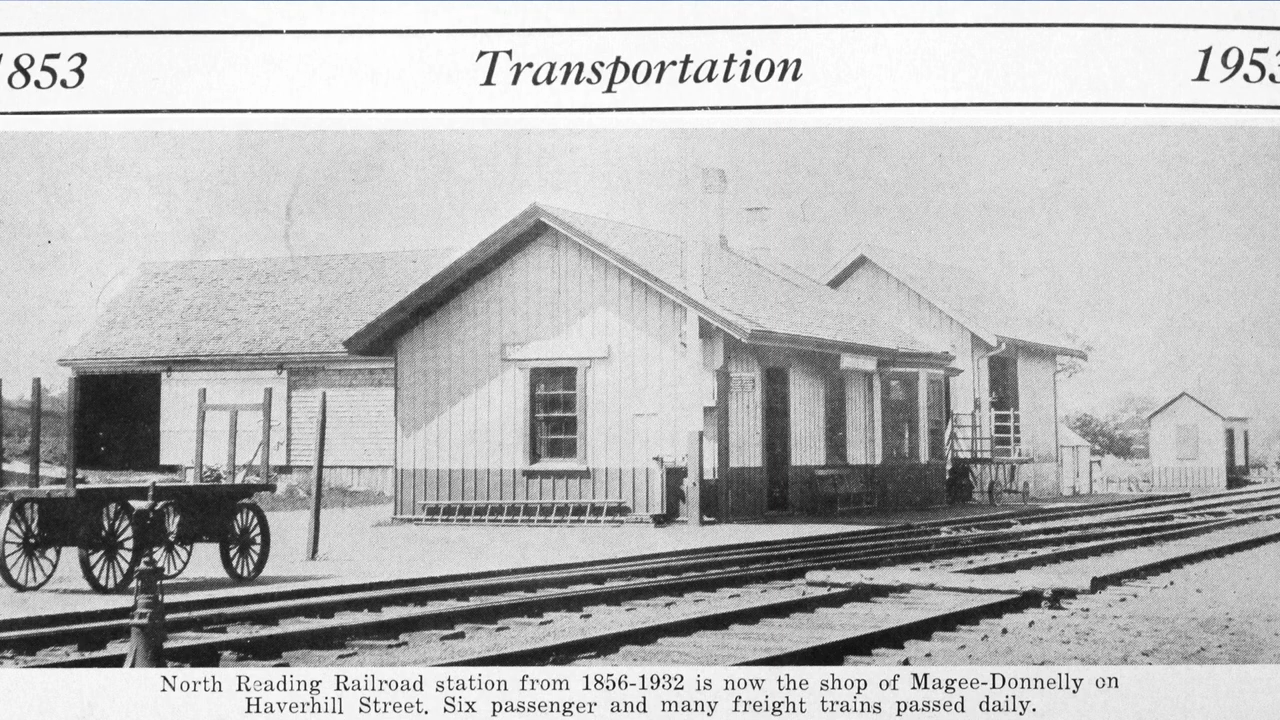 1853 Transportation 1953
North Reading Railroad station from 1856-1932 is now the shop of Magee-Donnelly on
Haverhill Street. Six passenger and many freight trains passed daily.